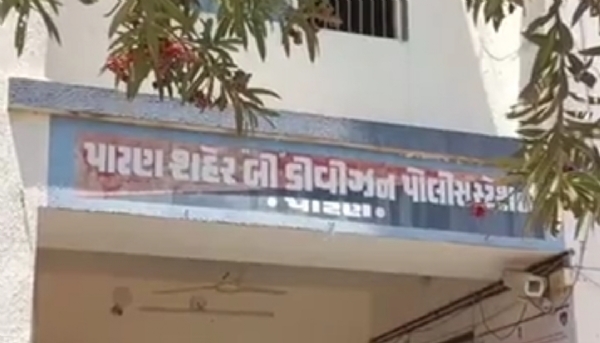 પાટણ શહેર બી ડીવીઝન પોલીસ સ્ટેશન
પાટણ